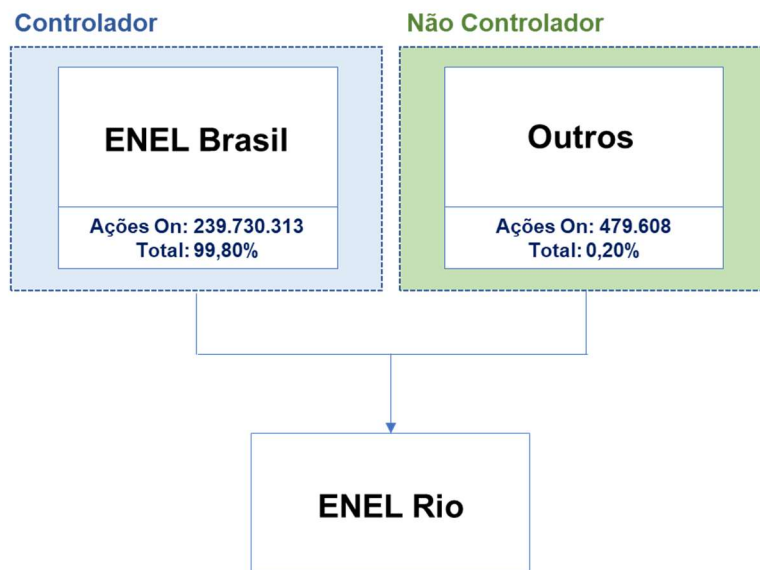 Controlador
Não Controlador
ENEL Brasil
Ações On: 239.730.313
Total: 99,80%
Outros
Ações On: 479.608
Total: 0,20%
ENEL Rio